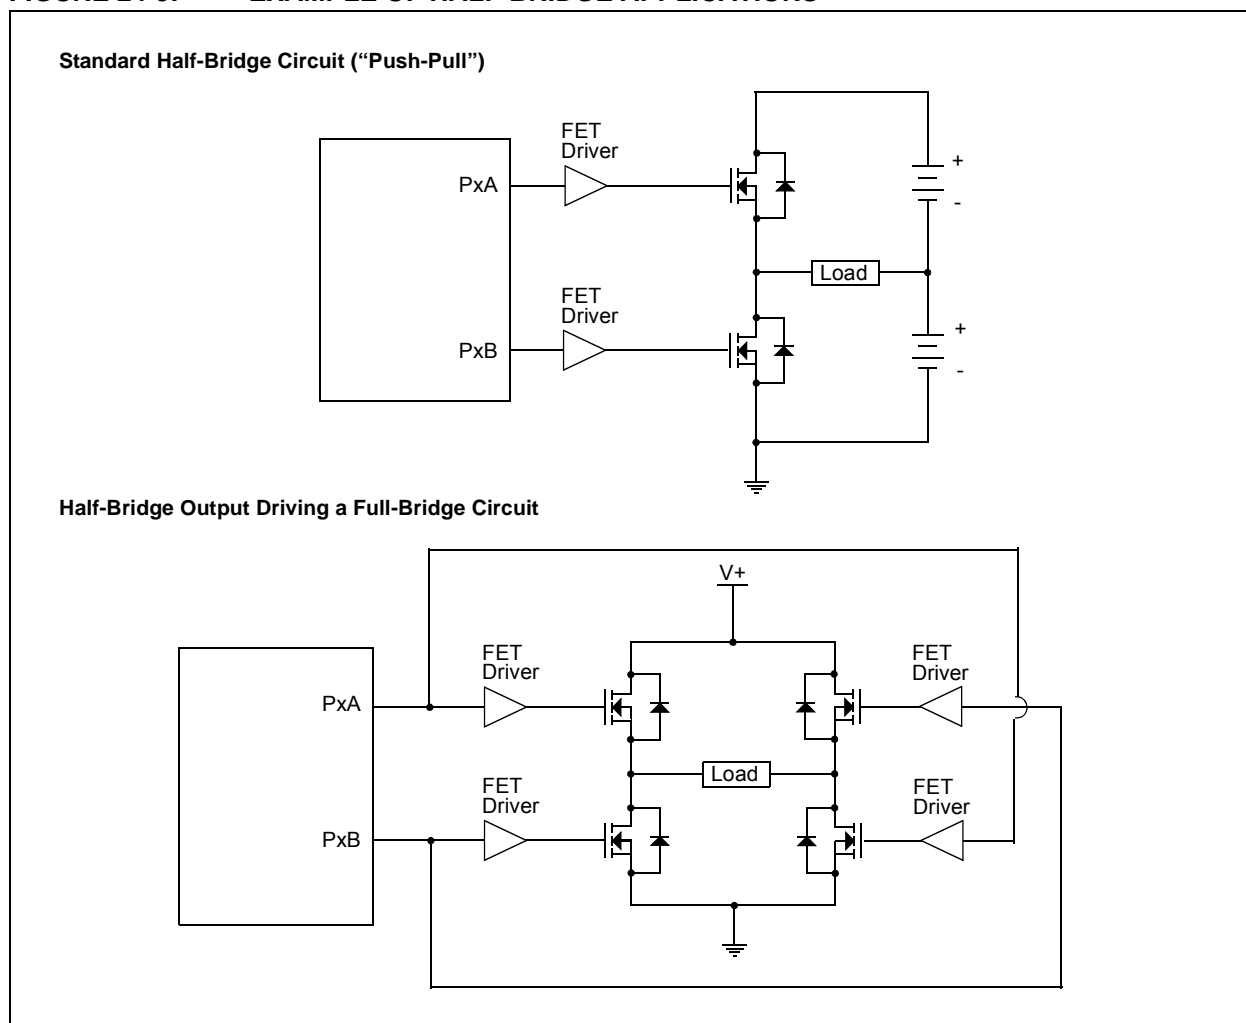 Standard Half-Bridge Circuit (“Push-Pull”)
FET
Driver
PxA
+
-
Load
FET
Driver
PxB
+
-
Half-Bridge Output Driving a Full-Bridge Circuit
V+
FET
Driver
FET
Driver
PxA
Load
FET
Driver
FET
Driver
PxB